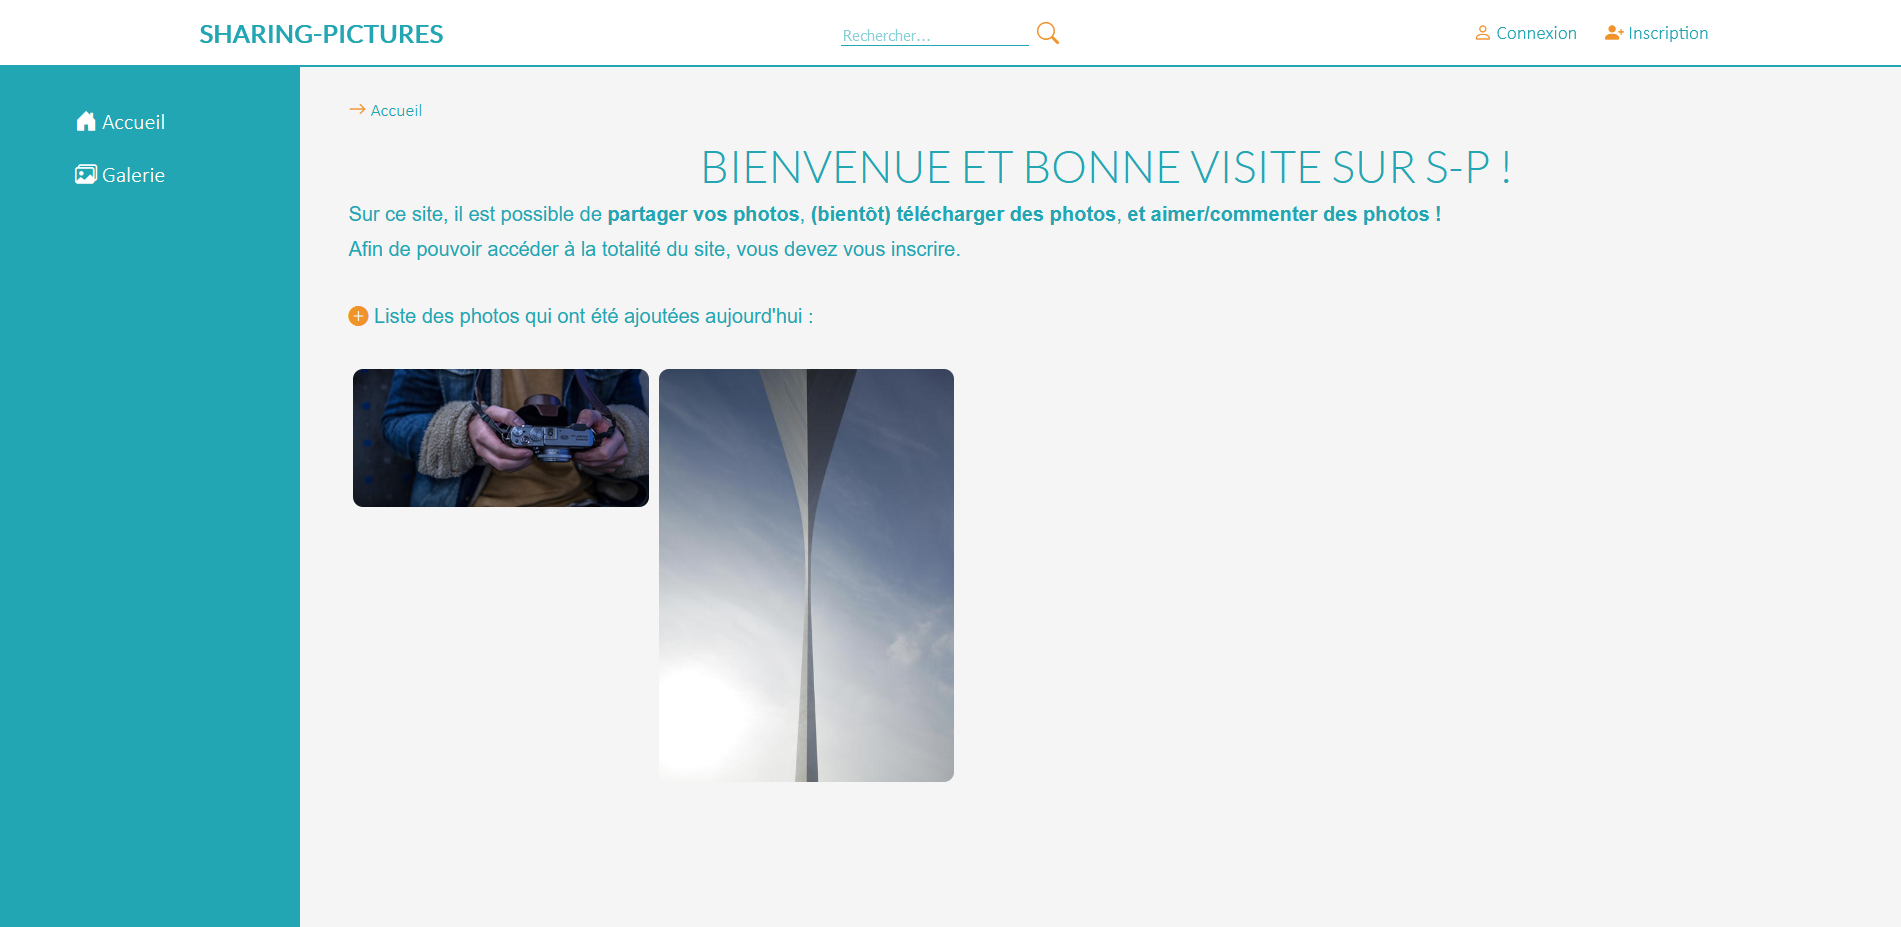 SHARING-PICTURES
Rechercher...
Connexion
Inscription
Accueil
Galerie
Accueil
BIENVENUE ET BONNE VISITE SUR S-P !
Sur ce site, il est possible de partager vos photos, (bientôt) télécharger des photos, et aimer/commenter des photos !
Afin de pouvoir accéder à la totalité du site, vous devez vous inscrire.
Liste des photos qui ont été ajoutées aujourd'hui :